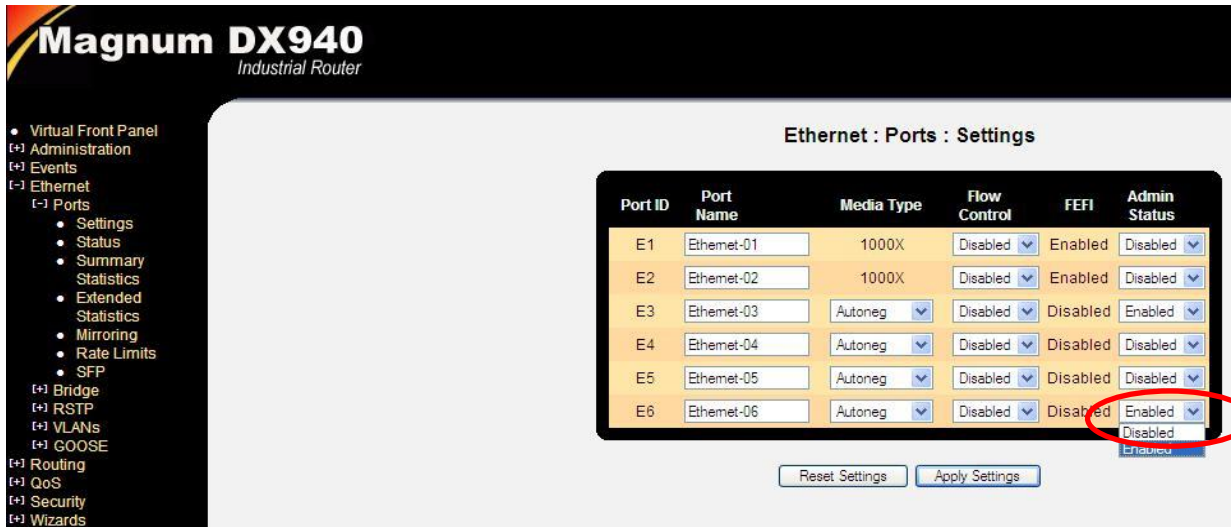 Magnum DX940
Industrial Router
Virtual Front Panel
[+] Administration
[+] Events
[-] Ethernet
[-] Ports
Settings
Status
Summary
Statistics
Extended
Statistics
Mirroring
Rate Limits
SFP
[+] Bridge
[+] RSTP
[+] VLANs
[+] GOOSE
[+] Routing
[+] QoS
[+] Security
[+] Wizards
Ethernet : Ports : Settings
Port ID Port Name Media Type Flow Control FEFI Admin Status
E1 Ethernet-01 1000X Disabled Enabled Disabled
E2 Ethernet-02 1000X Disabled Enabled Disabled
E3 Ethernet-03 Autoneg Disabled Disabled Enabled
E4 Ethernet-04 Autoneg Disabled Disabled Disabled
E5 Ethernet-05 Autoneg Disabled Disabled Disabled
E6 Ethernet-06 Autoneg Disabled Disabled Enabled
Disabled
Enabled
Reset Settings Apply Settings